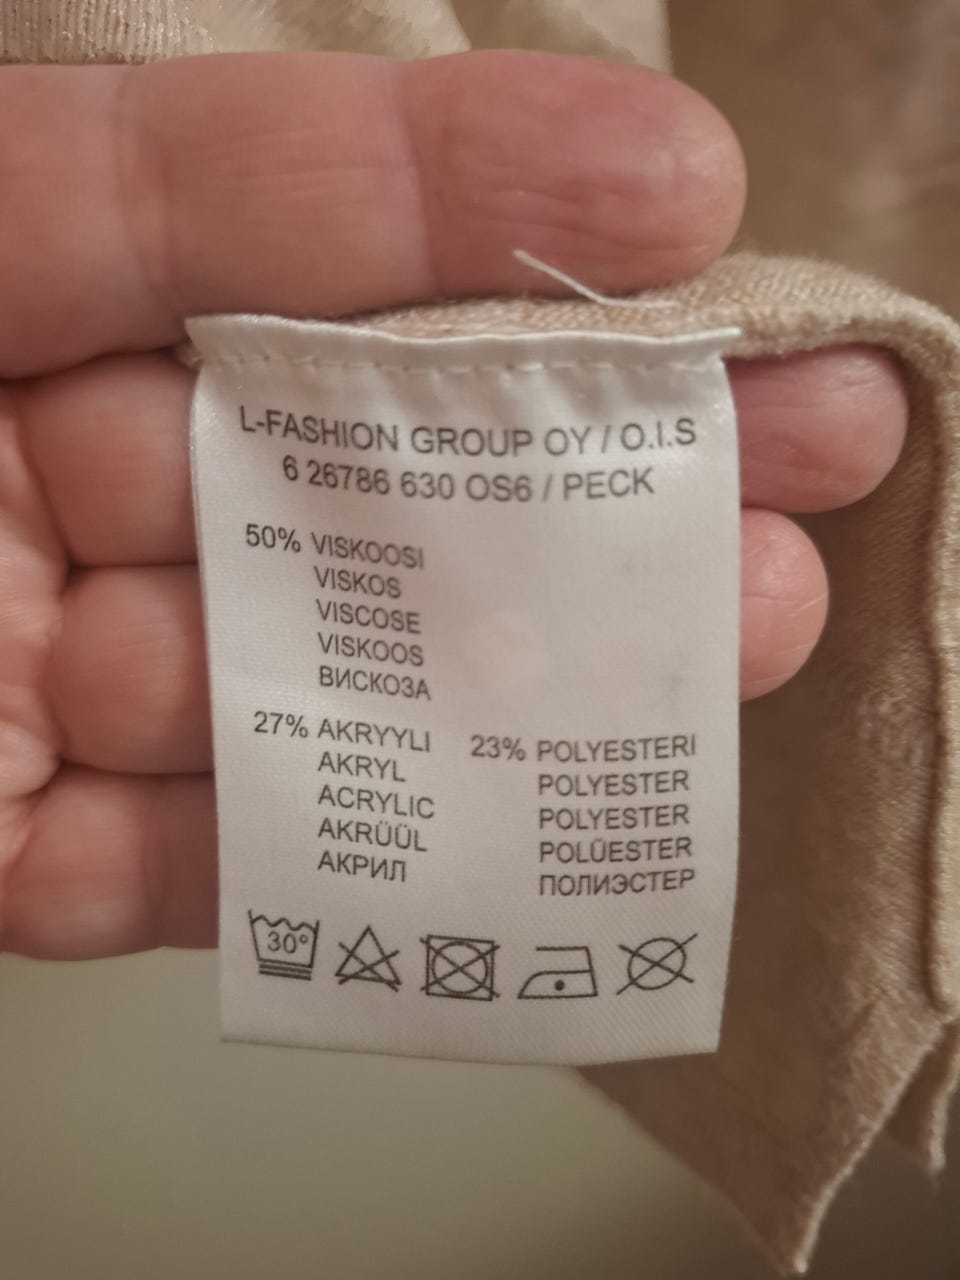 L-FASHION GROUP OY / O.I.S
6 26786 630 OS6 / PECK
50% VISKOOSI
VISKOS
VISCOSE
VISKOOS
ВИСКОЗА
27% AKRYYLI
AKRYL
ACRYLIC
AKRÜÜL
АКРИЛ
23% POLYESTERI
POLYESTER
POLYESTER
POLÜESTER
ПОЛИЭСТЕР
30°